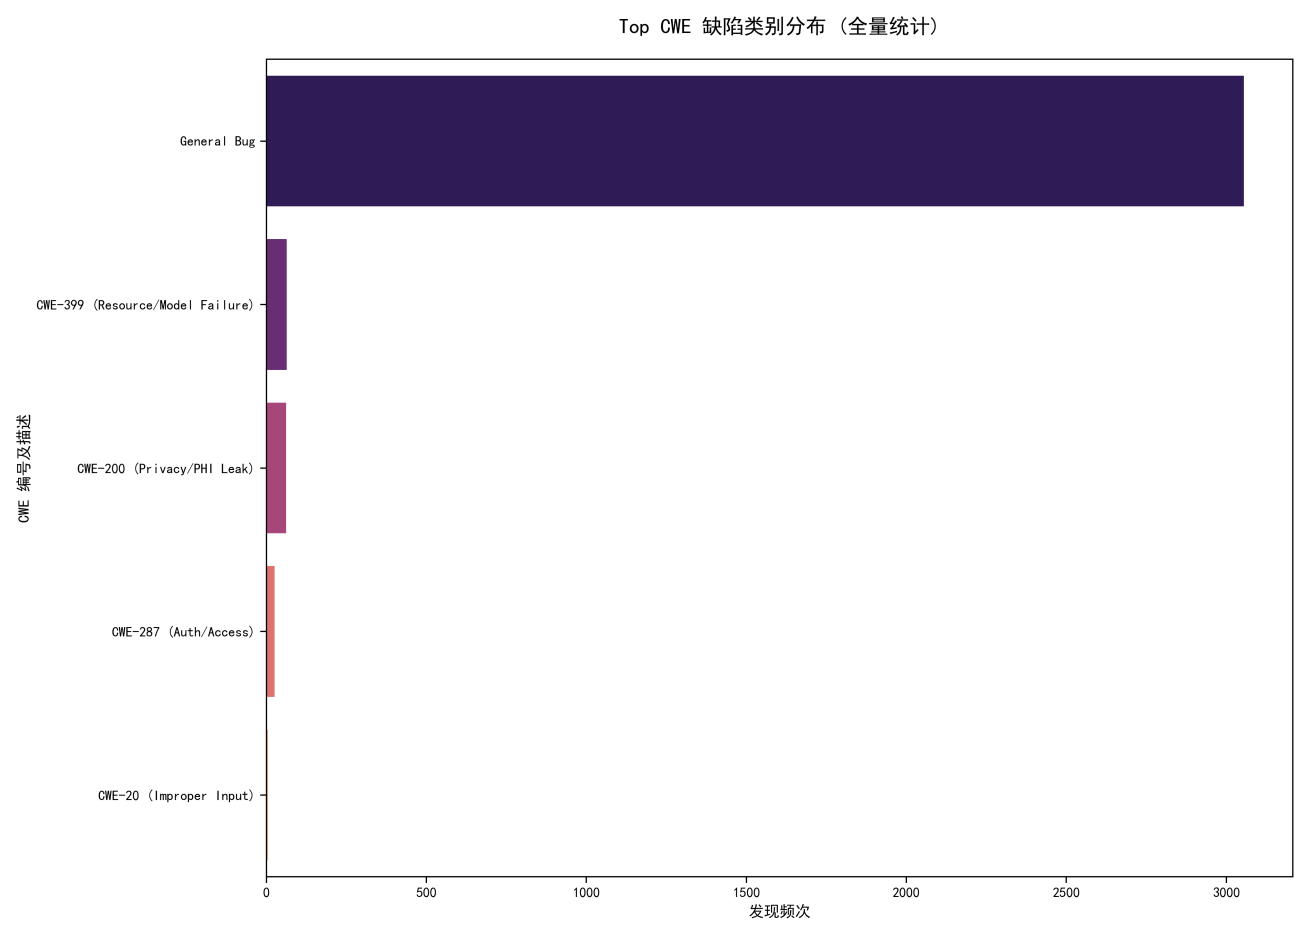 Top CWE 缺陷类别分布 (全量统计)
General Bug
CWE-399 (Resource/Model Failure)
CWE-200 (Privacy/PHI Leak)
CWE-287 (Auth/Access)
CWE-20 (Improper Input)
CWE 编号及描述
0 500 1000 1500 2000 2500 3000
发现频次